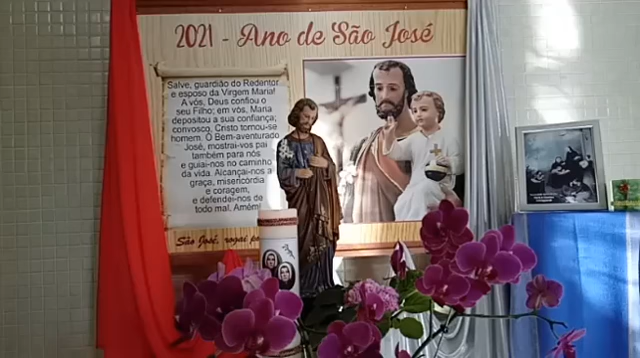 2021 - Ano de São José
Salve, guardião do Redentor
e esposo da Virgem Maria!
A vós, Deus confiou o
seu Filho; em vós, Maria
depositou a sua confiança;
convosco, Cristo tornou-se
homem. Ó Bem-aventurado
José, mostrai-vos pai
também para nós
e guiai-nos no caminho
da vida. Alcançai-nos a
graça, misericórdia
e coragem,
e defendei-nos de
todo mal. Amém!
São José, rogai